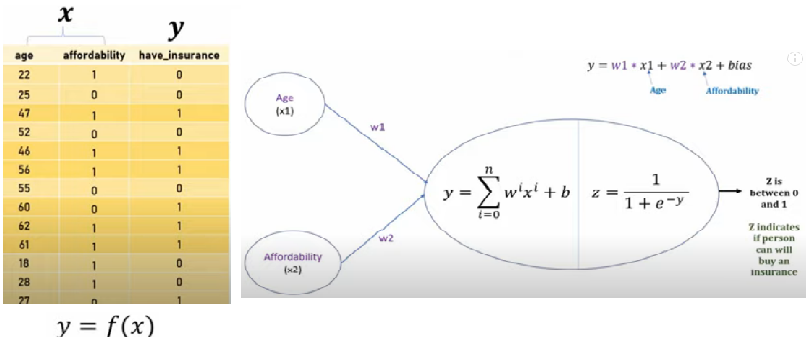 x
y
age affordability have_insurance
22 1 0
25 0 0
47 1 1
52 0 0
46 1 1
56 1 1
55 0 0
60 0 1
62 1 1
61 1 1
18 1 0
28 1 0
27 0 1
y = f(x)
y = w1 * x1 + w2 * x2 + bias
Age Affordability
Age
(x1)
w1
w2
Affordability
(x2)
y = ∑ⁿᵢ₌₀ wⁱxⁱ + b
z = 1 / 1 + e⁻ʸ
Z is
between 0
and 1
Z indicates
if person
can will
buy an
insurance